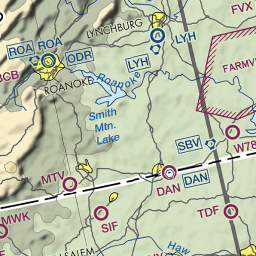 LYNCHBURG
FVX
LYH
ROA
ROA
ODR
LYH
FARMV
BCB
Roanoke
ROANOKE
Smith
Mtn.
Lake
SBV
W78
MTV
DAN
DAN
MWK
SIF
TDF
SALEM
Haw